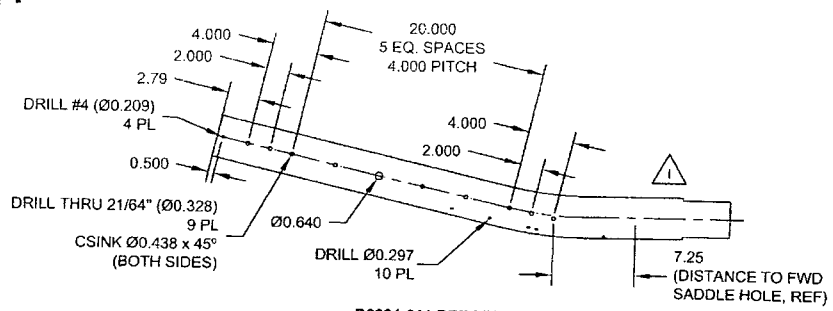 20.000
5 EQ. SPACES
4.000 PITCH
4.000
2.000
2.79
DRILL #4 (Ø0.209)
4 PL
0.500
DRILL THRU 21/64" (Ø0.328)
9 PL
CSINK Ø0.438 x 45°
(BOTH SIDES)
Ø0.640
DRILL Ø0.297
10 PL
4.000
2.000
1
7.25
(DISTANCE TO FWD
SADDLE HOLE, REF)